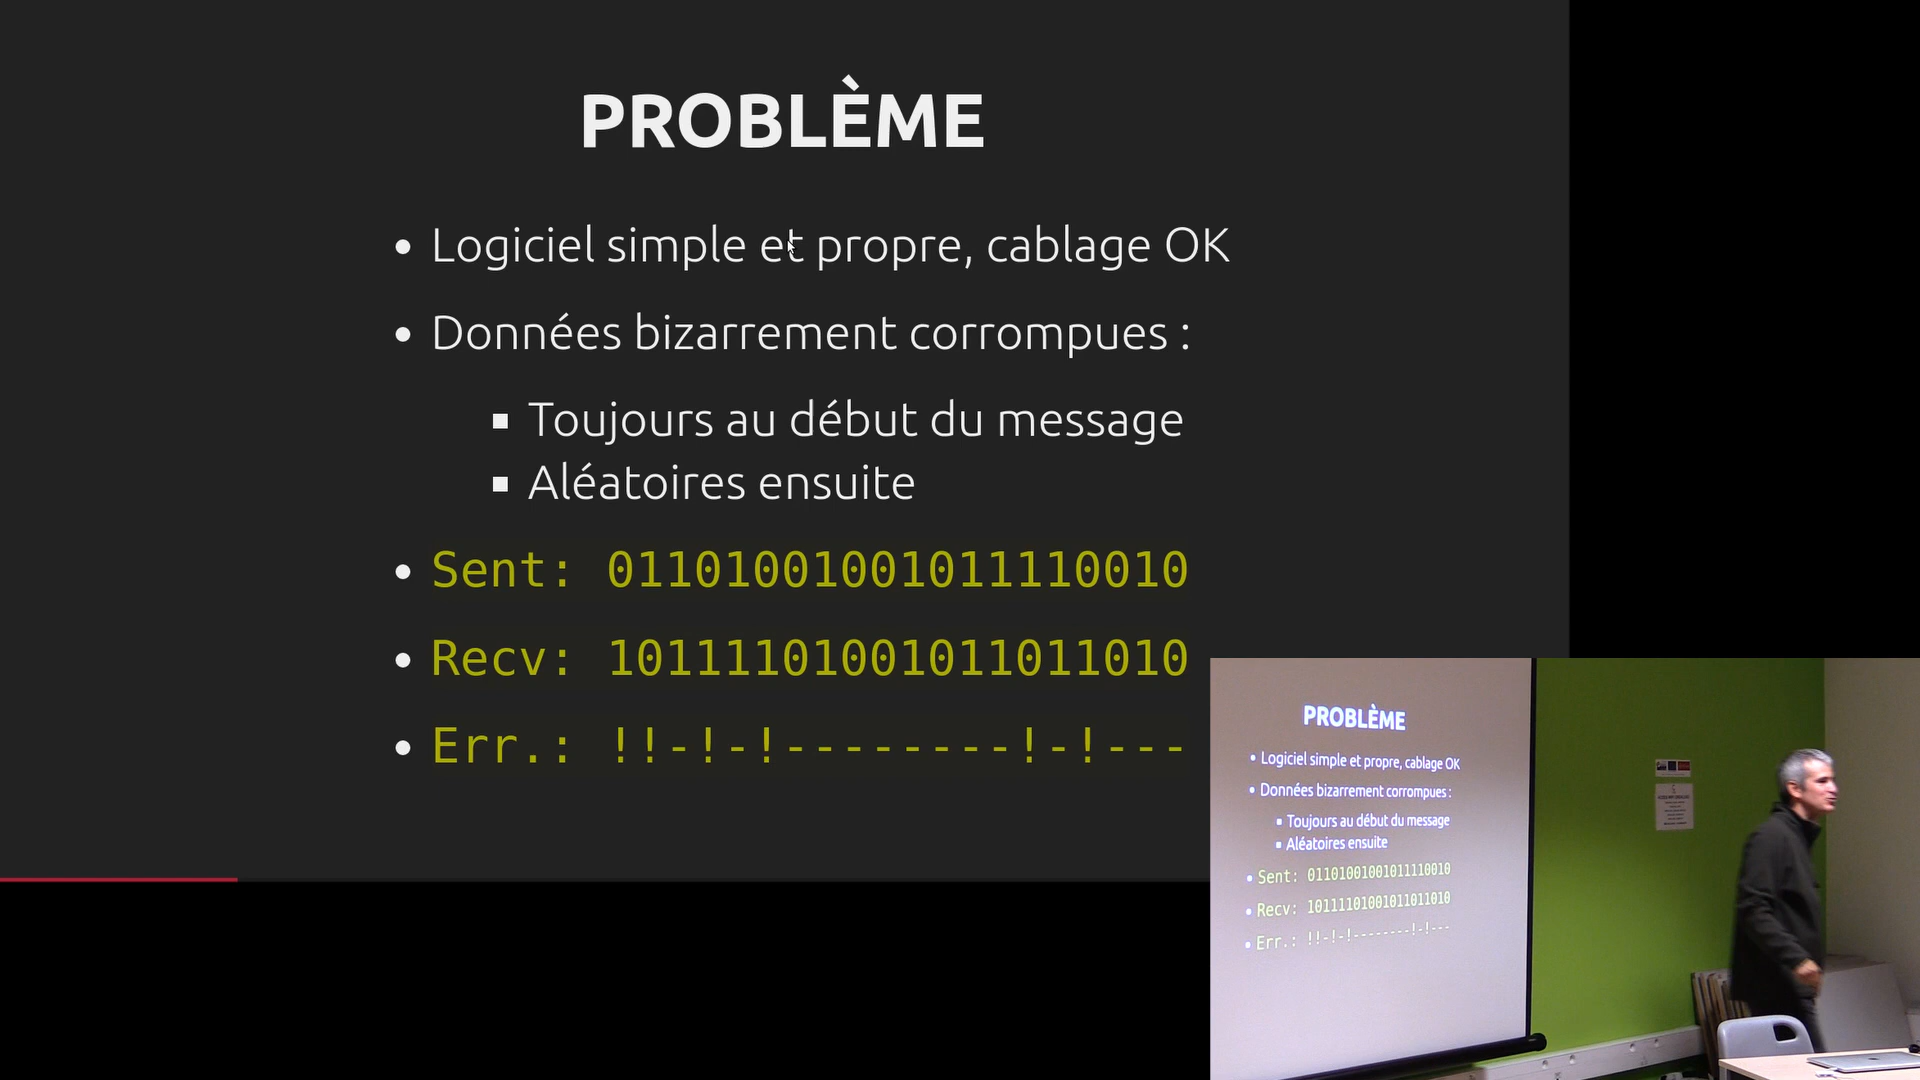 PROBLÈME
• Logiciel simple et propre, cablage OK
• Données bizarrement corrompues :
▪ Toujours au début du message
▪ Aléatoires ensuite
• Sent: 01101001001011110010
• Recv: 10111101001011011010
• Err.: !!-!-!--------!-!---
PROBLÈME
• Logiciel simple et propre, cablage OK
• Données bizarrement corrompues :
▪ Toujours au début du message
▪ Aléatoires ensuite
• Sent: 01101001001011110010
• Recv: 10111101001011011010
• Err.: !!-!-!--------!-!---